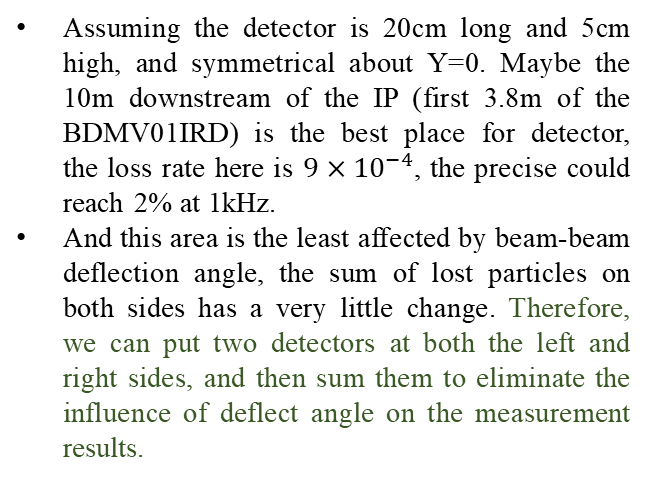 • Assuming the detector is 20cm long and 5cm
high, and symmetrical about Y=0. Maybe the
10m downstream of the IP (first 3.8m of the
BDMV01IRD) is the best place for detector,
the loss rate here is 9 × 10⁻⁴, the precise could
reach 2% at 1kHz.
• And this area is the least affected by beam-beam
deflection angle, the sum of lost particles on
both sides has a very little change. Therefore,
we can put two detectors at both the left and
right sides, and then sum them to eliminate the
influence of deflect angle on the measurement
results.